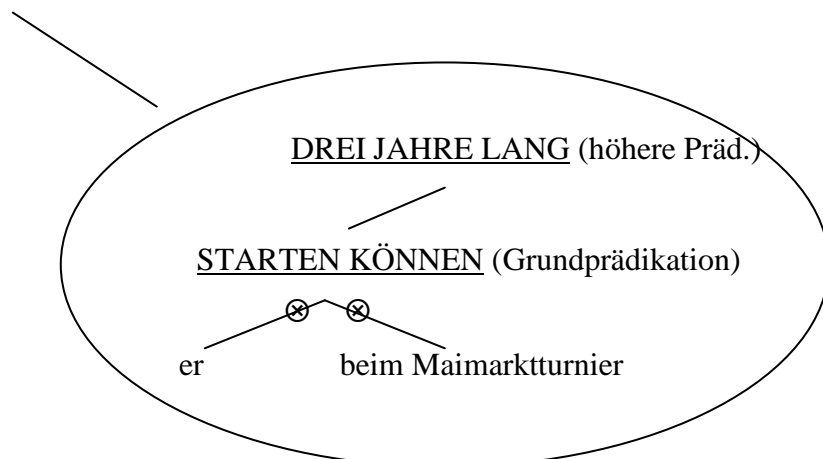 DREI JAHRE LANG (höhere Präd.)
STARTEN KÖNNEN (Grundprädikation)
er beim Maimarktturnier